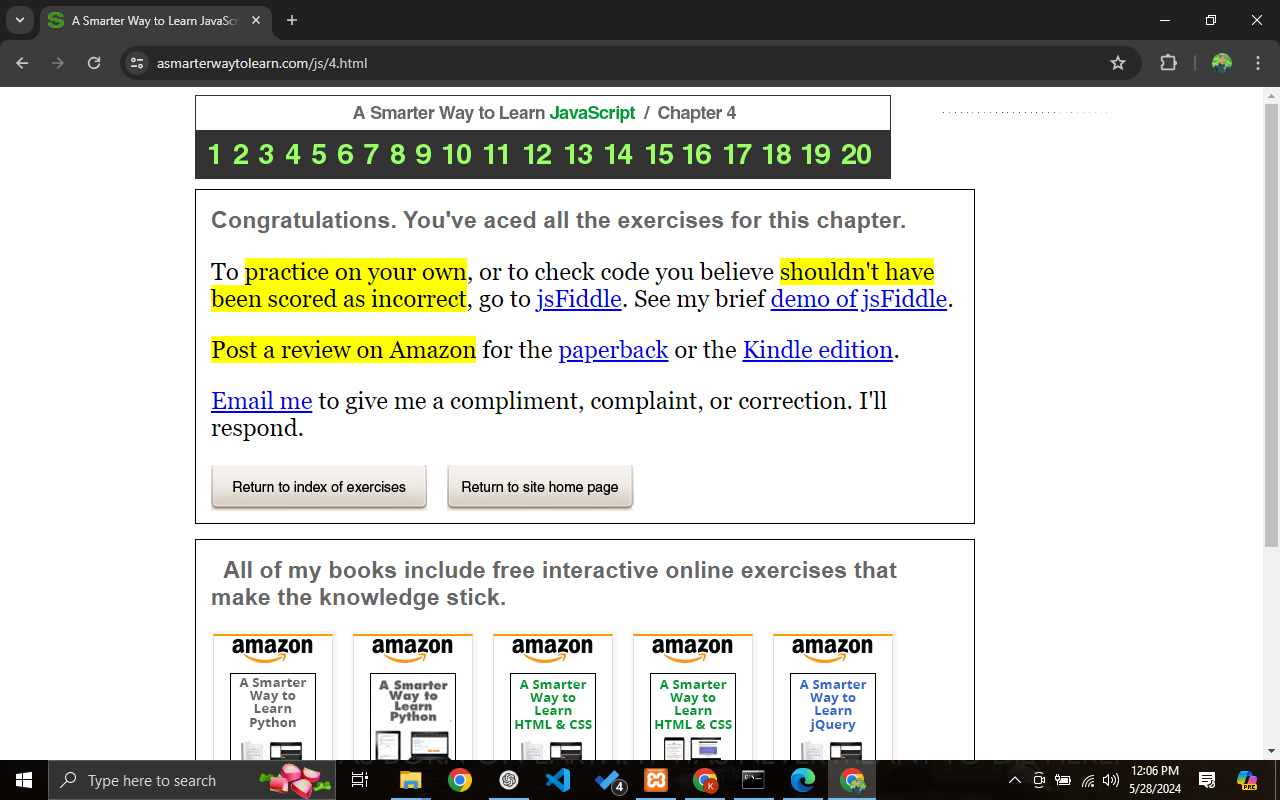 A Smarter Way to Learn JavaScr
asmarterwaytolearn.com/js/4.html
A Smarter Way to Learn JavaScript / Chapter 4
1 2 3 4 5 6 7 8 9 10 11 12 13 14 15 16 17 18 19 20
Congratulations. You've aced all the exercises for this chapter.
To practice on your own, or to check code you believe shouldn't have
been scored as incorrect, go to jsFiddle. See my brief demo of jsFiddle.
Post a review on Amazon for the paperback or the Kindle edition.
Email me to give me a compliment, complaint, or correction. I'll
respond.
Return to index of exercises
Return to site home page
All of my books include free interactive online exercises that
make the knowledge stick.
amazon
A Smarter
Way to
Learn
Python
amazon
A Smarter
Way to
Learn
Python
amazon
A Smarter
Way to
Learn
HTML & CSS
amazon
A Smarter
Way to
Learn
HTML & CSS
amazon
A Smarter
Way to
Learn
jQuery
Type here to search
4
K
12:06 PM
5/28/2024
PRE